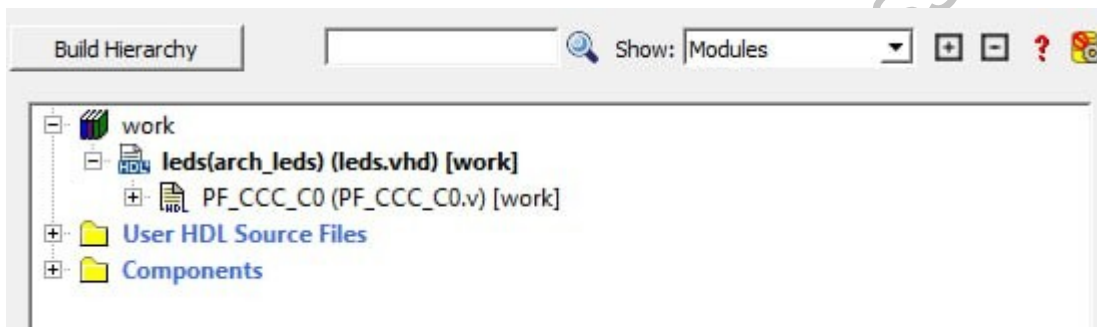 Build Hierarchy Show: Modules + - ?
work
leds(arch_leds) (leds.vhd) [work]
PF_CCC_C0 (PF_CCC_C0.v) [work]
User HDL Source Files
Components